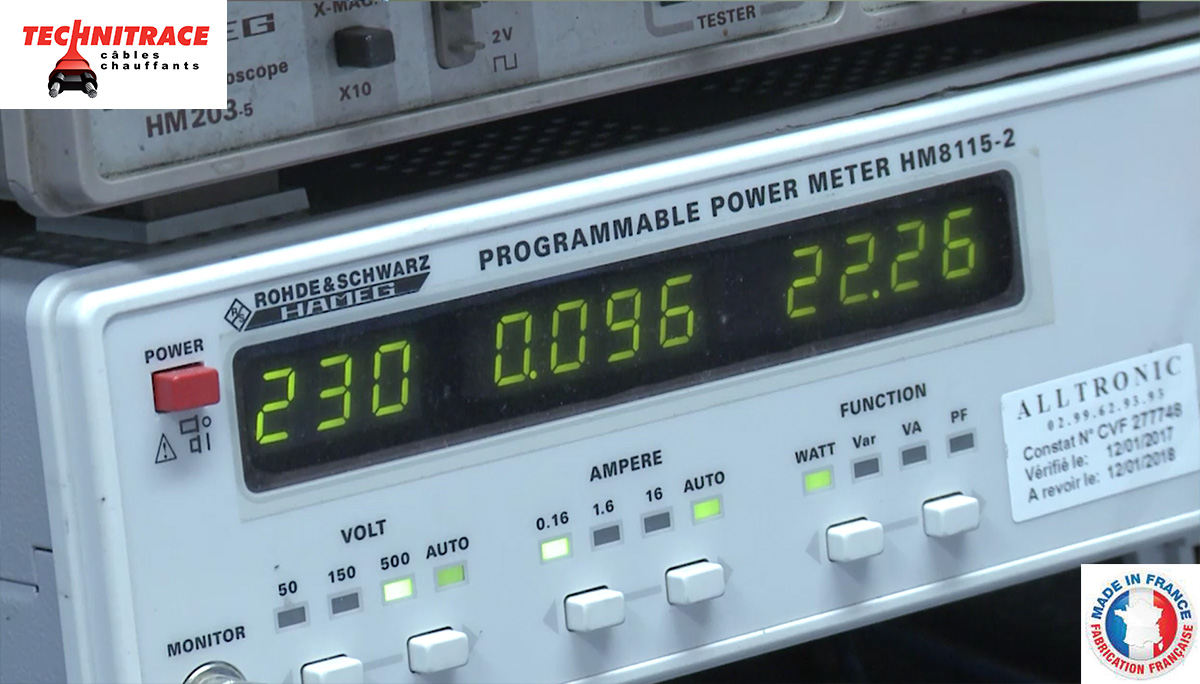 TECHNITRACE
câbles
chauffants
X-MAG.
X10
2V
TESTER
HM203-5
PROGRAMMABLE POWER METER HM8115-2
ROHDE&SCHWARZ
HAMEG
POWER
230 0.096 22.26
VOLT
50 150 500 AUTO
AMPERE
0.16 1.6 16 AUTO
FUNCTION
WATT Var VA PF
MONITOR
ALLTRONIC
02.99.62.93.95
Constat N° CVF 277748
Vérifié le: 12/01/2017
A revoir le: 12/01/2018
MADE IN FRANCE
FABRICATION FRANÇAISE